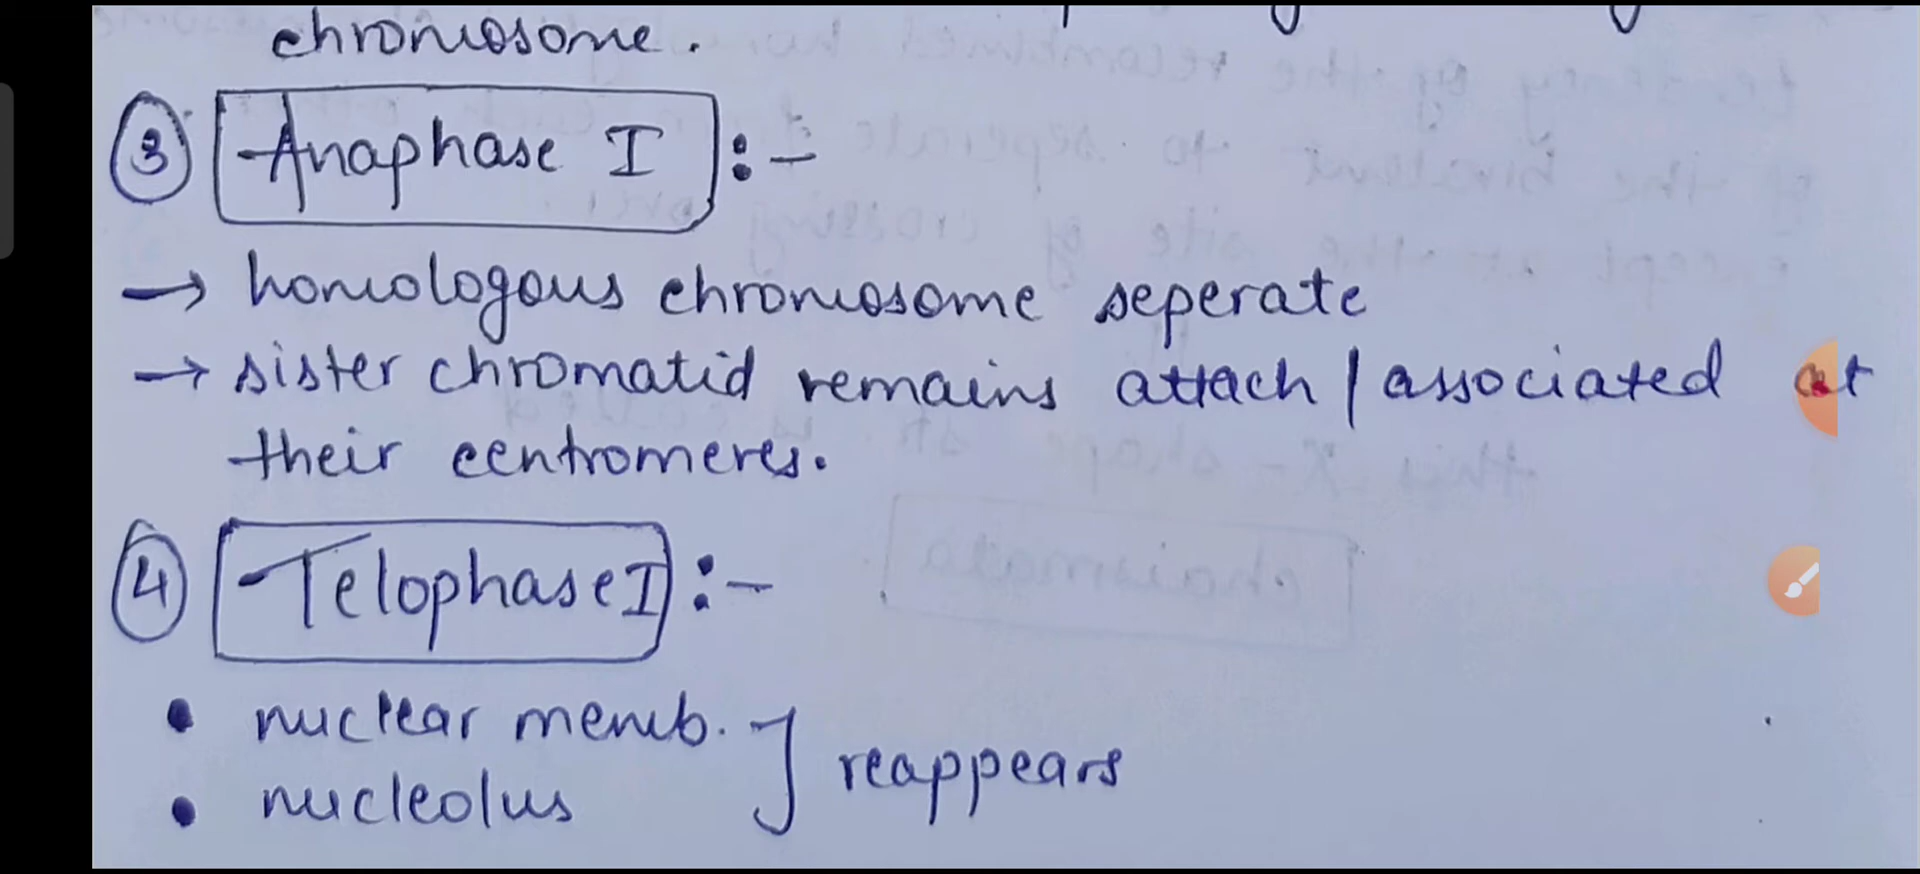 chromosome.
③ Anaphase I :-
→ homologous chromosome seperate
→ sister chromatid remains attach / associated at
their centromeres.
④ Telophase I :-
• nuclear memb. } reappears
• nucleolus